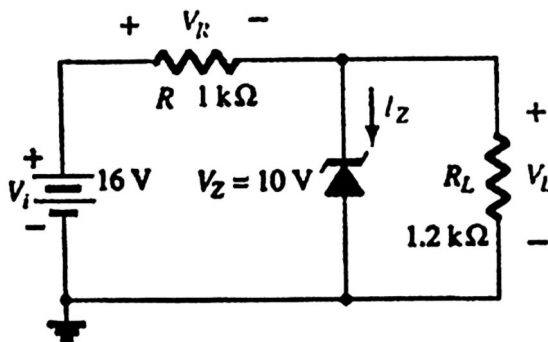 + V_R −
R 1 kΩ
I_Z
+
+
V_i 16 V
V_Z = 10 V
R_L
V_L
−
1.2 kΩ
−